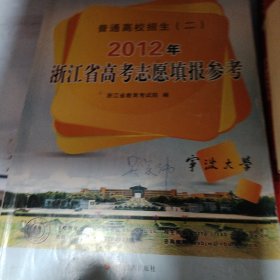 普通高校招生（二）
2012年
浙江省高考志愿填报参考
浙江省教育考试院 编
宁波大学